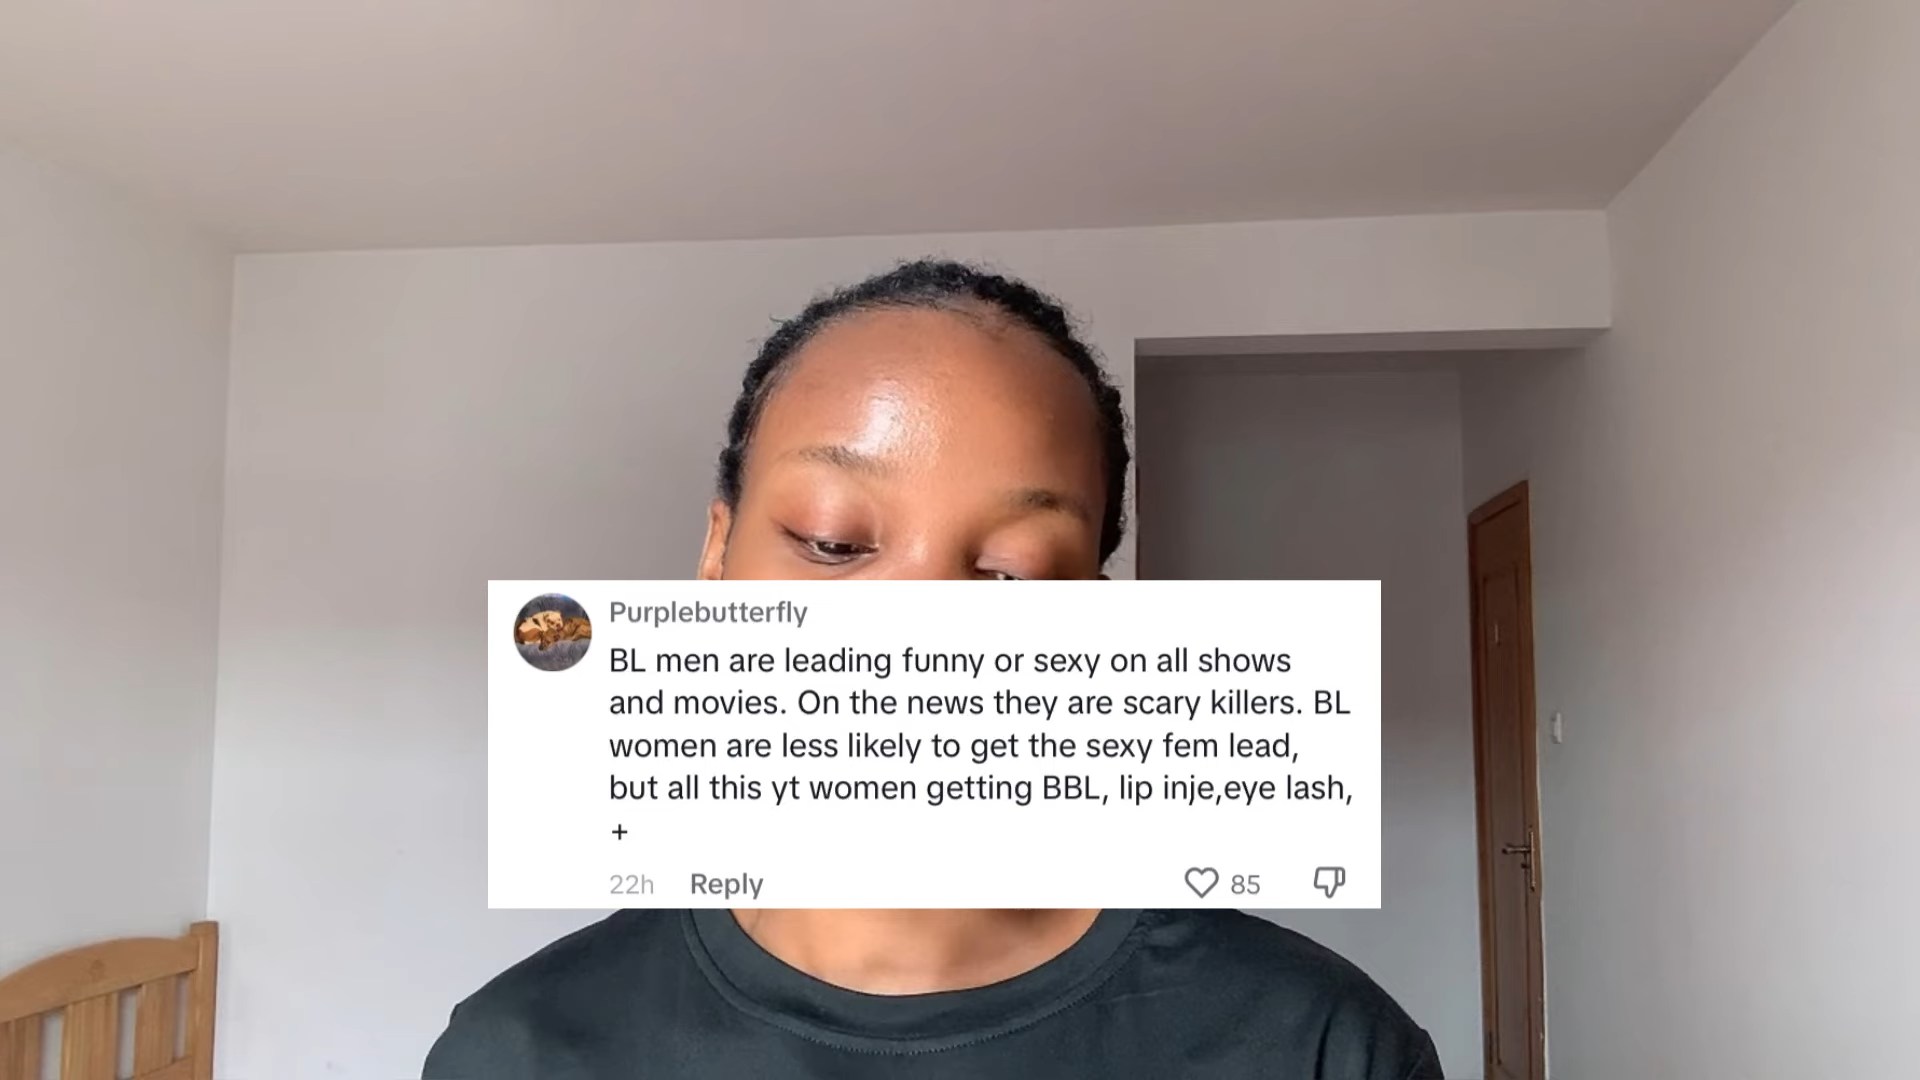 Purplebutterfly
BL men are leading funny or sexy on all shows
and movies. On the news they are scary killers. BL
women are less likely to get the sexy fem lead,
but all this yt women getting BBL, lip inje,eye lash,
+
22h Reply 85